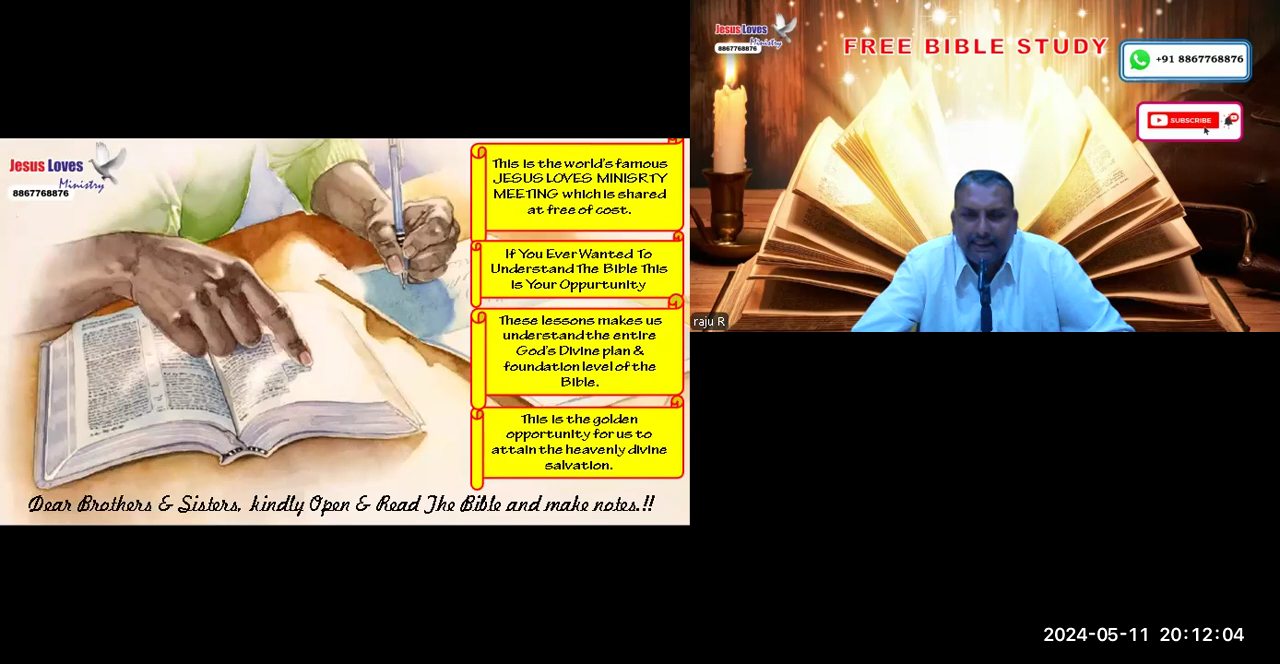 Jesus Loves
Ministry
8867768876
This is the world's famous
JESUS LOVES MINISRTY
MEETING which is shared
at free of cost.
If You Ever Wanted To
Understand The Bible This
Is Your Oppurtunity
These lessons makes us
understand the entire
God's Divine plan &
foundation level of the
Bible.
This is the golden
opportunity for us to
attain the heavenly divine
salvation.
Dear Brothers & Sisters, kindly Open & Read The Bible and make notes.!!
Jesus Loves
Ministry
8867768876
FREE BIBLE STUDY
+91 8867768876
SUBSCRIBE
raju R
2024-05-11 20:12:04